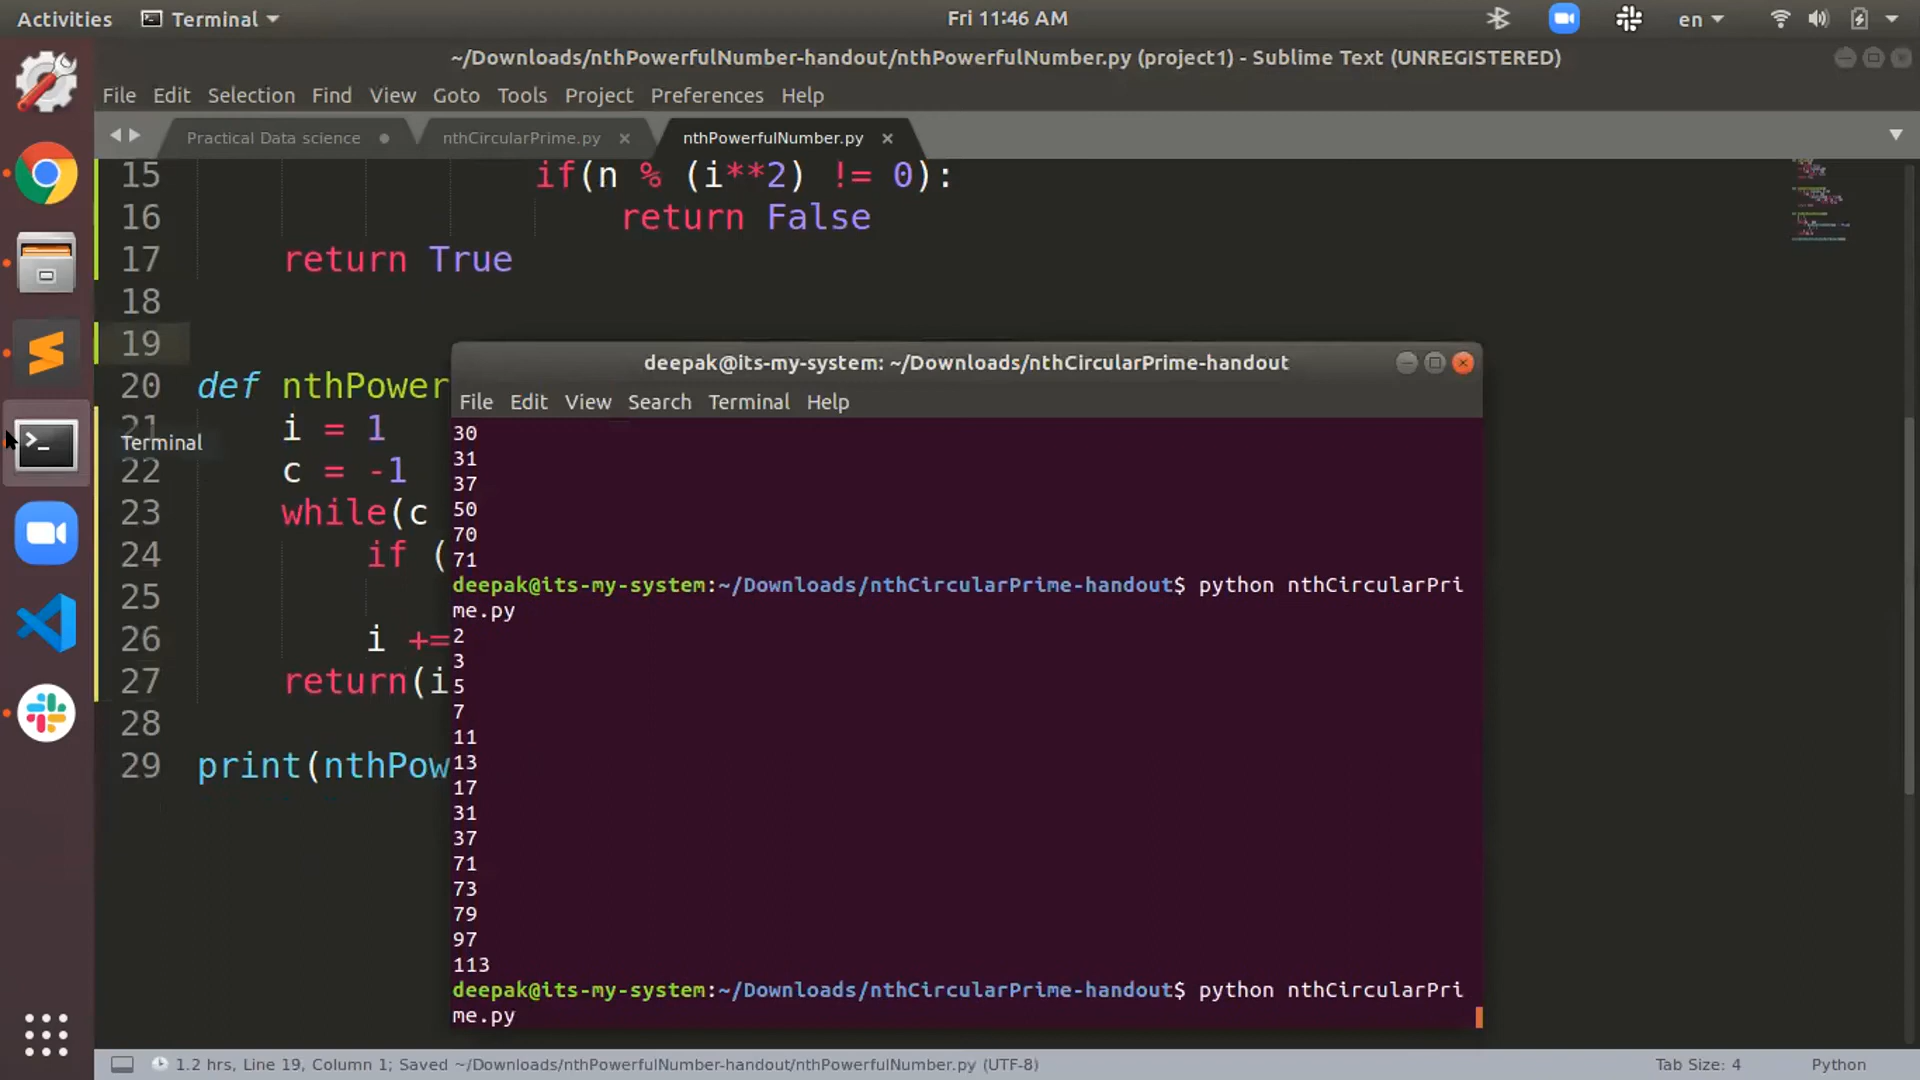 Activities Terminal Fri 11:46 AM en
~/Downloads/nthPowerfulNumber-handout/nthPowerfulNumber.py (project1) - Sublime Text (UNREGISTERED)
File Edit Selection Find View Goto Tools Project Preferences Help
Practical Data science nthCircularPrime.py nthPowerfulNumber.py
15 if(n % (i**2) != 0):
16 return False
17 return True
18
19
20 def nthPower
21 i = 1
Terminal
22 c = -1
23 while(c
24 if (
25
26 i +=
27 return(i
28
29 print(nthPow
deepak@its-my-system: ~/Downloads/nthCircularPrime-handout
File Edit View Search Terminal Help
30
31
37
50
70
71
deepak@its-my-system:~/Downloads/nthCircularPrime-handout$ python nthCircularPri
me.py
2
3
5
7
11
13
17
31
37
71
73
79
97
113
deepak@its-my-system:~/Downloads/nthCircularPrime-handout$ python nthCircularPri
me.py
1.2 hrs, Line 19, Column 1; Saved ~/Downloads/nthPowerfulNumber-handout/nthPowerfulNumber.py (UTF-8) Tab Size: 4 Python